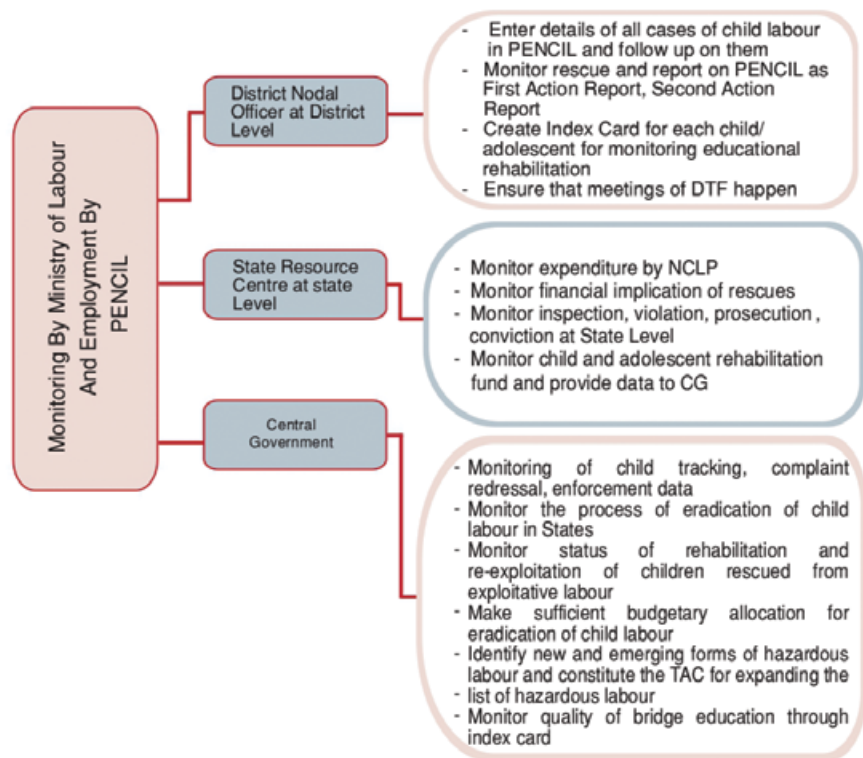 Monitoring By Ministry of Labour
And Employment By
PENCIL
District Nodal
Officer at District
Level
- Enter details of all cases of child labour
in PENCIL and follow up on them
- Monitor rescue and report on PENCIL as
First Action Report, Second Action
Report
- Create Index Card for each child/
adolescent for monitoring educational
rehabilitation
- Ensure that meetings of DTF happen
State Resource
Centre at state
Level
- Monitor expenditure by NCLP
- Monitor financial implication of rescues
- Monitor inspection, violation, prosecution ,
conviction at State Level
- Monitor child and adolescent rehabilitation
fund and provide data to CG
Central
Government
- Monitoring of child tracking, complaint
redressal, enforcement data
- Monitor the process of eradication of child
labour in States
- Monitor status of rehabilitation and
re-exploitation of children rescued from
exploitative labour
- Make sufficient budgetary allocation for
eradication of child labour
- Identify new and emerging forms of hazardous
labour and constitute the TAC for expanding the
- list of hazardous labour
- Monitor quality of bridge education through
index card